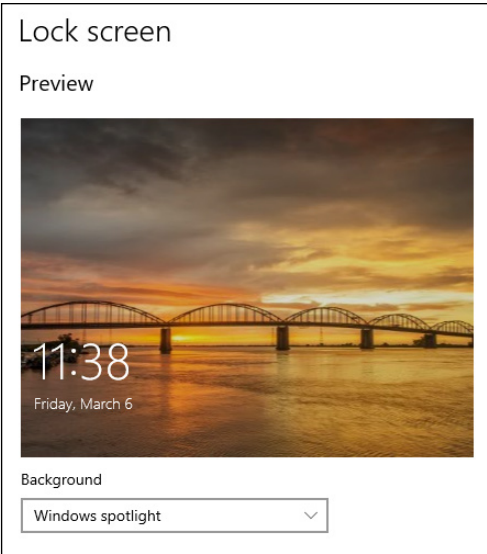 Lock screen
Preview
11:38
Friday, March 6
Background
Windows spotlight